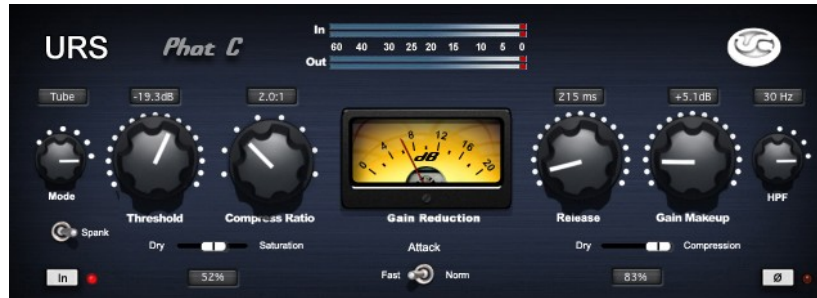 URS
Phat C
In
60 40 30 25 20 15 10 5 0
Out
Tube
-19.3dB
2.0:1
215 ms
+5.1dB
30 Hz
0 4 8 12 16 20
dB
Mode
Threshold
Compress Ratio
Gain Reduction
Release
Gain Makeup
HPF
Spank
Dry
Saturation
Attack
Dry
Compression
In
52%
Fast
Norm
83%
Ø